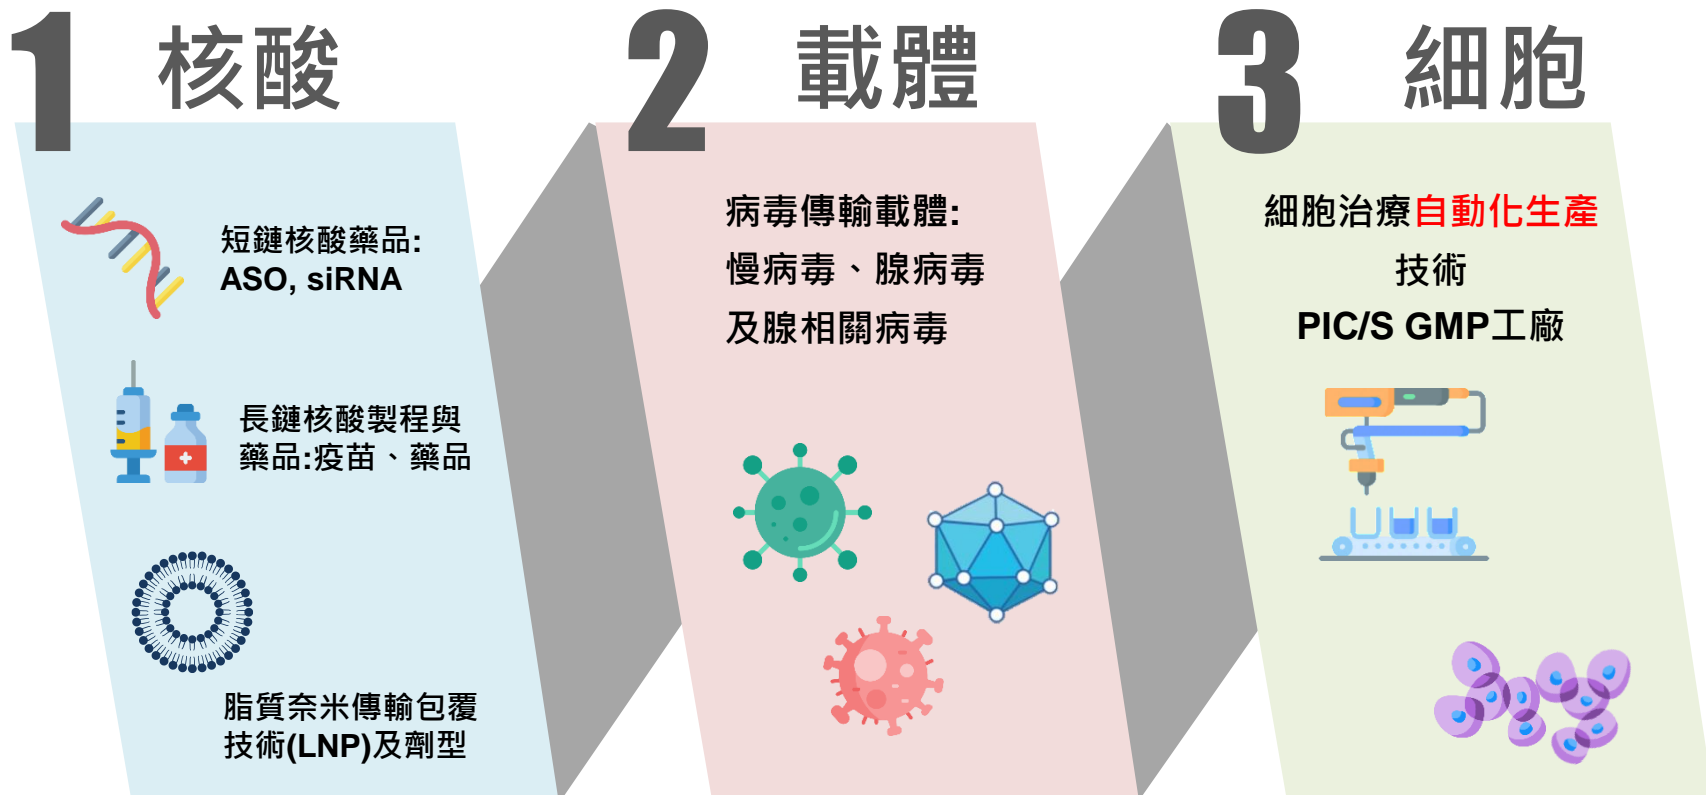 1 核酸
短鏈核酸藥品:
ASO, siRNA
長鏈核酸製程與
藥品:疫苗、藥品
脂質奈米傳輸包覆
技術(LNP)及劑型
2 載體
病毒傳輸載體:
慢病毒、腺病毒
及腺相關病毒
3 細胞
細胞治療自動化生產
技術
PIC/S GMP工廠